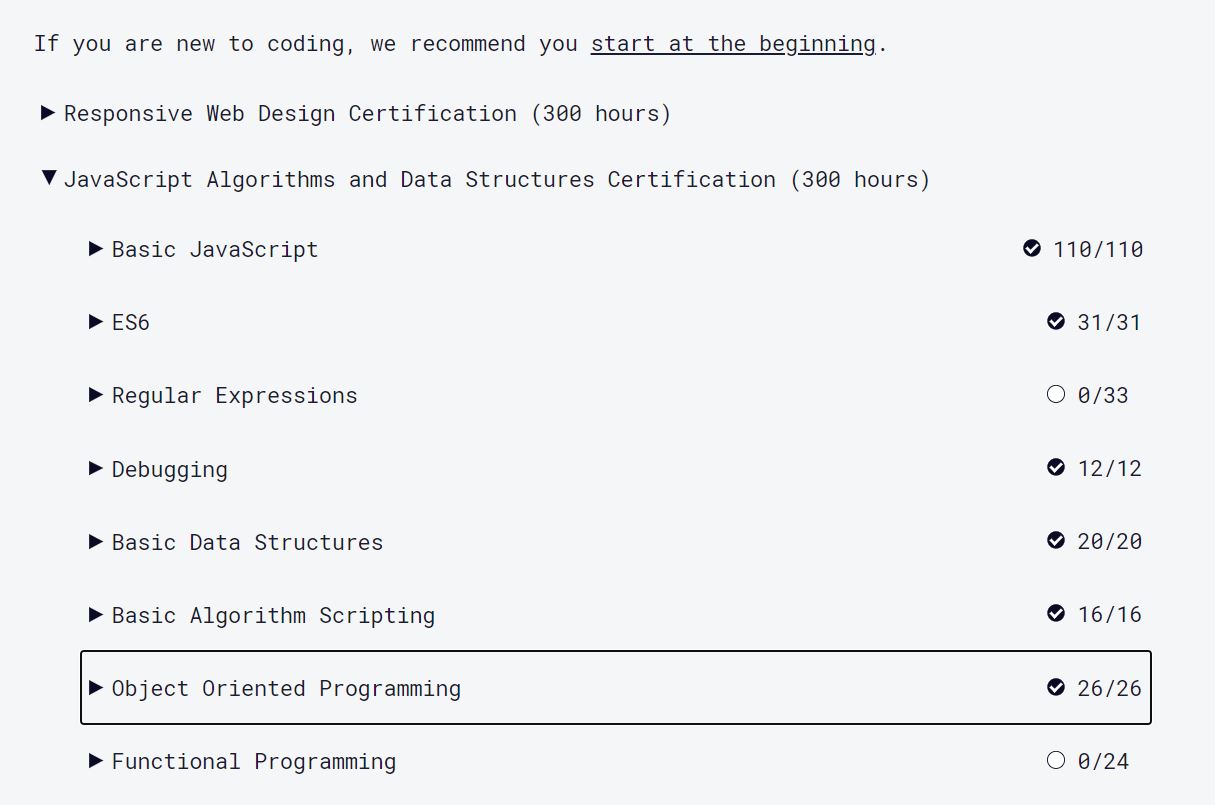 If you are new to coding, we recommend you start at the beginning.
Responsive Web Design Certification (300 hours)
JavaScript Algorithms and Data Structures Certification (300 hours)
Basic JavaScript 110/110
ES6 31/31
Regular Expressions 0/33
Debugging 12/12
Basic Data Structures 20/20
Basic Algorithm Scripting 16/16
Object Oriented Programming 26/26
Functional Programming 0/24